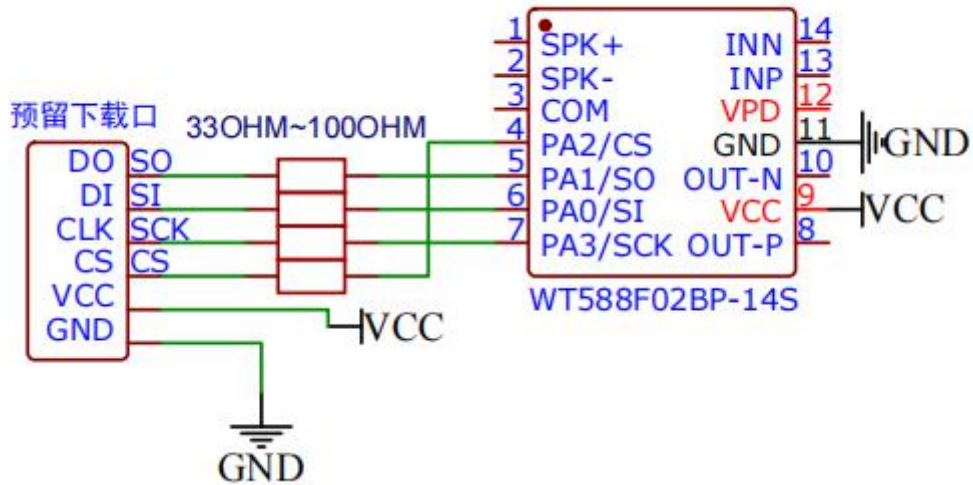 预留下载口
DO SO
DI SI
CLK SCK
CS CS
VCC
GND
33OHM~100OHM
VCC
GND
1 SPK+ INN 14
2 SPK- INP 13
3 COM VPD 12
4 PA2/CS GND 11
5 PA1/SO OUT-N 10
6 PA0/SI VCC 9
7 PA3/SCK OUT-P 8
GND
VCC
WT588F02BP-14S